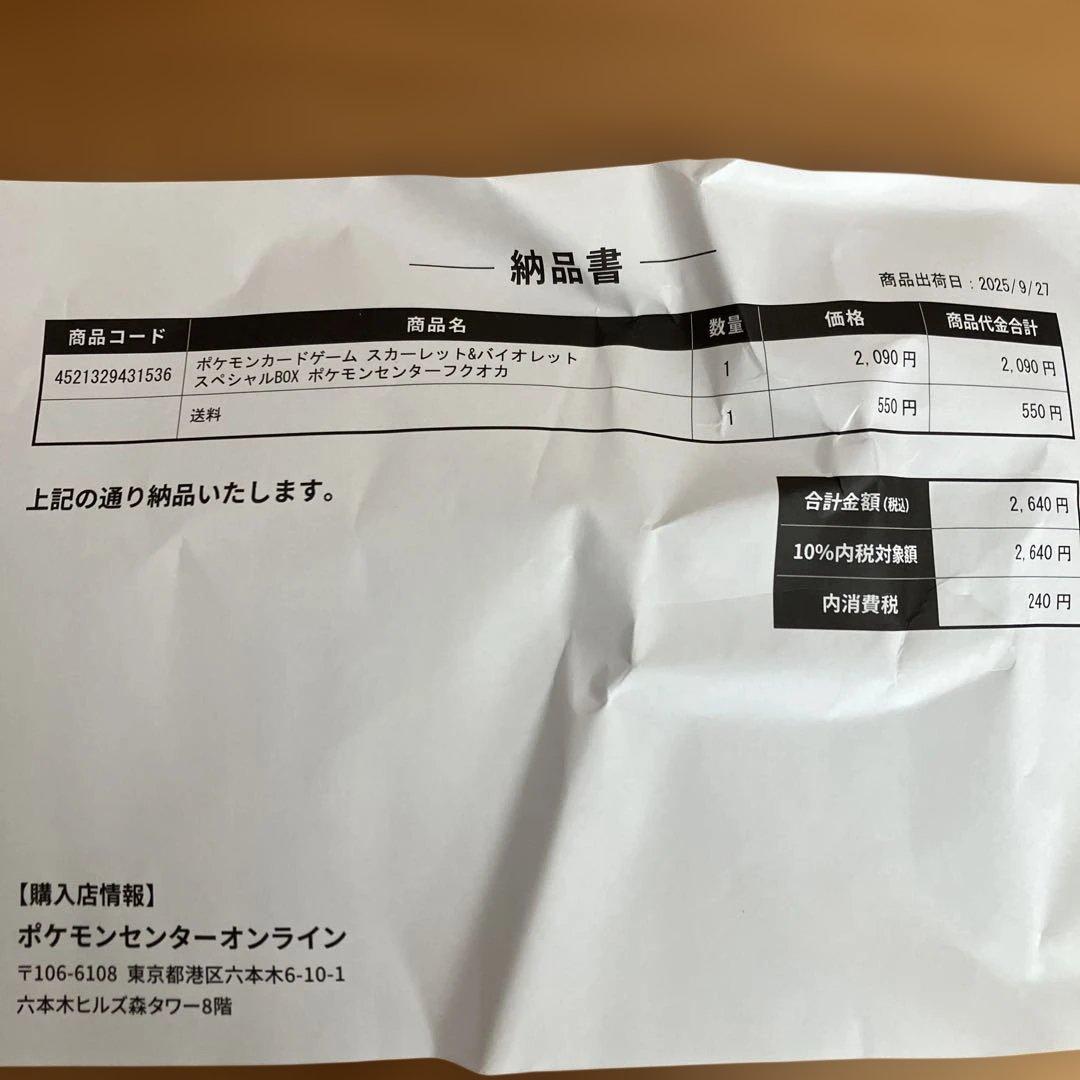 納品書
商品出荷日：2025/9/27
商品コード 商品名 数量 価格 商品代金合計
4521329431536 ポケモンカードゲーム スカーレット&バイオレット
スペシャルBOX ポケモンセンターフクオカ 1 2,090円 2,090円
送料 1 550円 550円
上記の通り納品いたします。
合計金額(税込) 2,640円
10%内税対象額 2,640円
内消費税 240円
【購入店情報】
ポケモンセンターオンライン
〒106-6108 東京都港区六本木6-10-1
六本木ヒルズ森タワー8階